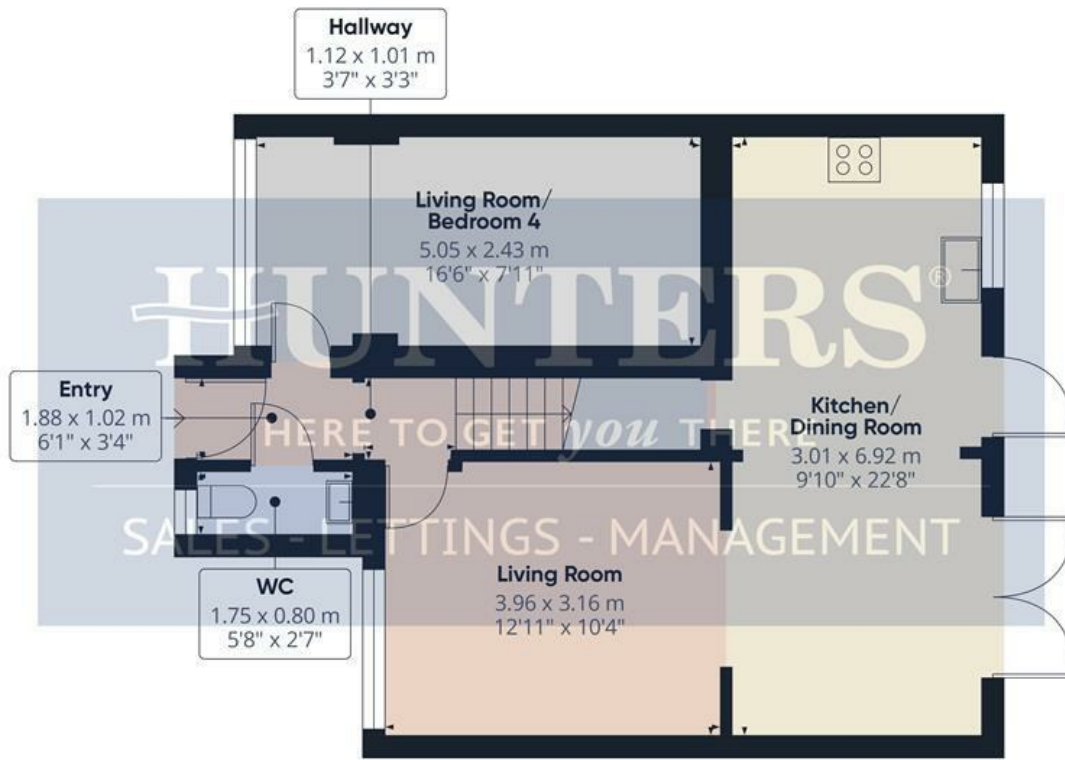 Hallway
1.12 x 1.01 m
3'7" x 3'3"
Living Room/
Bedroom 4
5.05 x 2.43 m
16'6" x 7'11"
HUNTERS®
Entry
1.88 x 1.02 m
6'1" x 3'4"
HERE TO GET you THERE
Kitchen/
Dining Room
3.01 x 6.92 m
9'10" x 22'8"
SALES - LETTINGS - MANAGEMENT
Living Room
3.96 x 3.16 m
12'11" x 10'4"
WC
1.75 x 0.80 m
5'8" x 2'7"